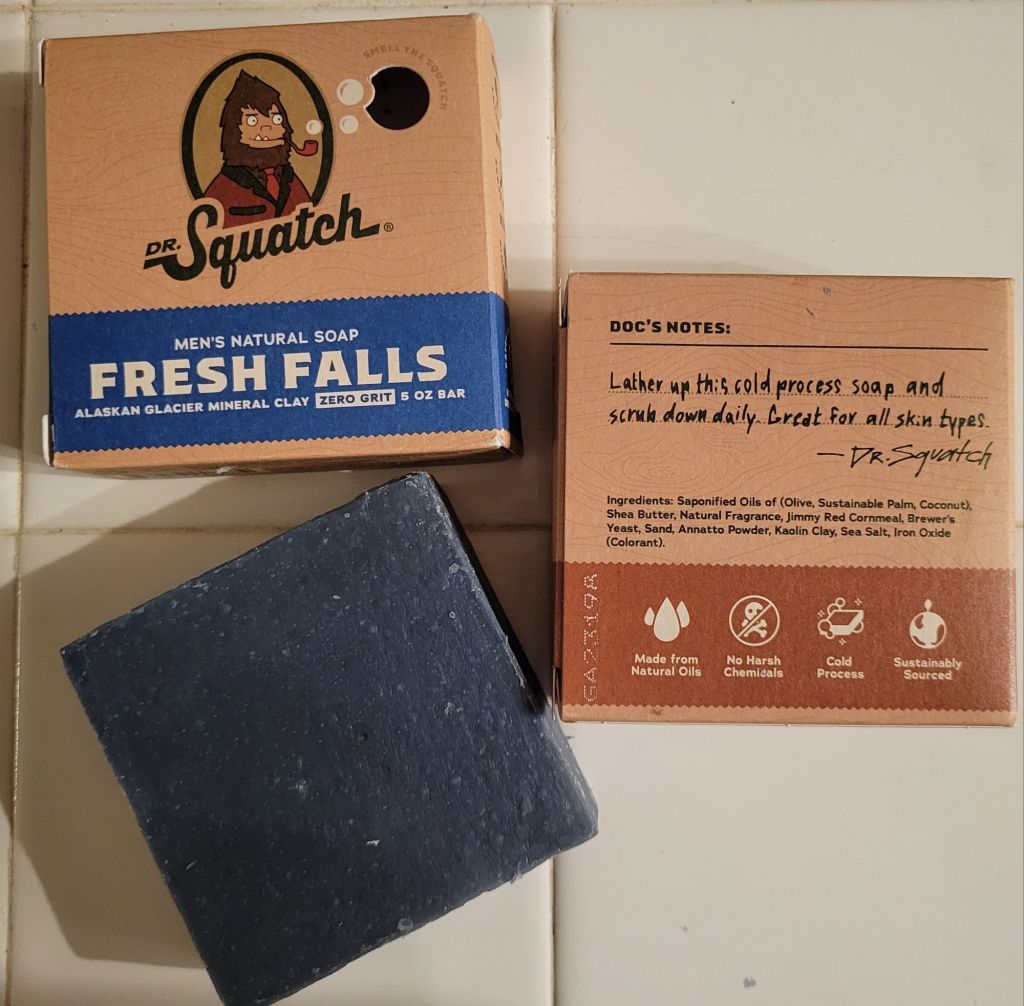 SMELL THE SQUATCH
DR. Squatch®
MEN'S NATURAL SOAP
FRESH FALLS
ALASKAN GLACIER MINERAL CLAY ZERO GRIT 5 OZ BAR
DOC'S NOTES:
Lather up this cold process soap and
scrub down daily. Great for all skin types.
— DR. Squatch
Ingredients: Saponified Oils of (Olive, Sustainable Palm, Coconut),
Shea Butter, Natural Fragrance, Jimmy Red Cornmeal, Brewer's
Yeast, Sand, Annatto Powder, Kaolin Clay, Sea Salt, Iron Oxide
(Colorant).
Made from
Natural Oils
No Harsh
Chemicals
Cold
Process
Sustainably
Sourced